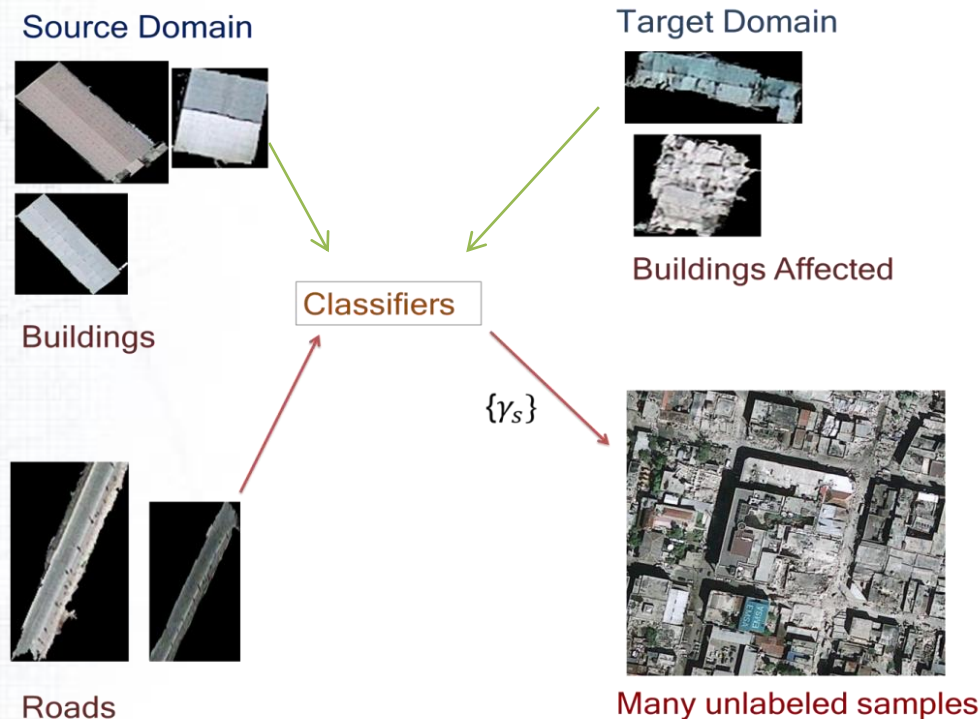 Source Domain
Target Domain
Buildings Affected
Classifiers
Buildings
{γₛ}
Roads
Many unlabeled samples